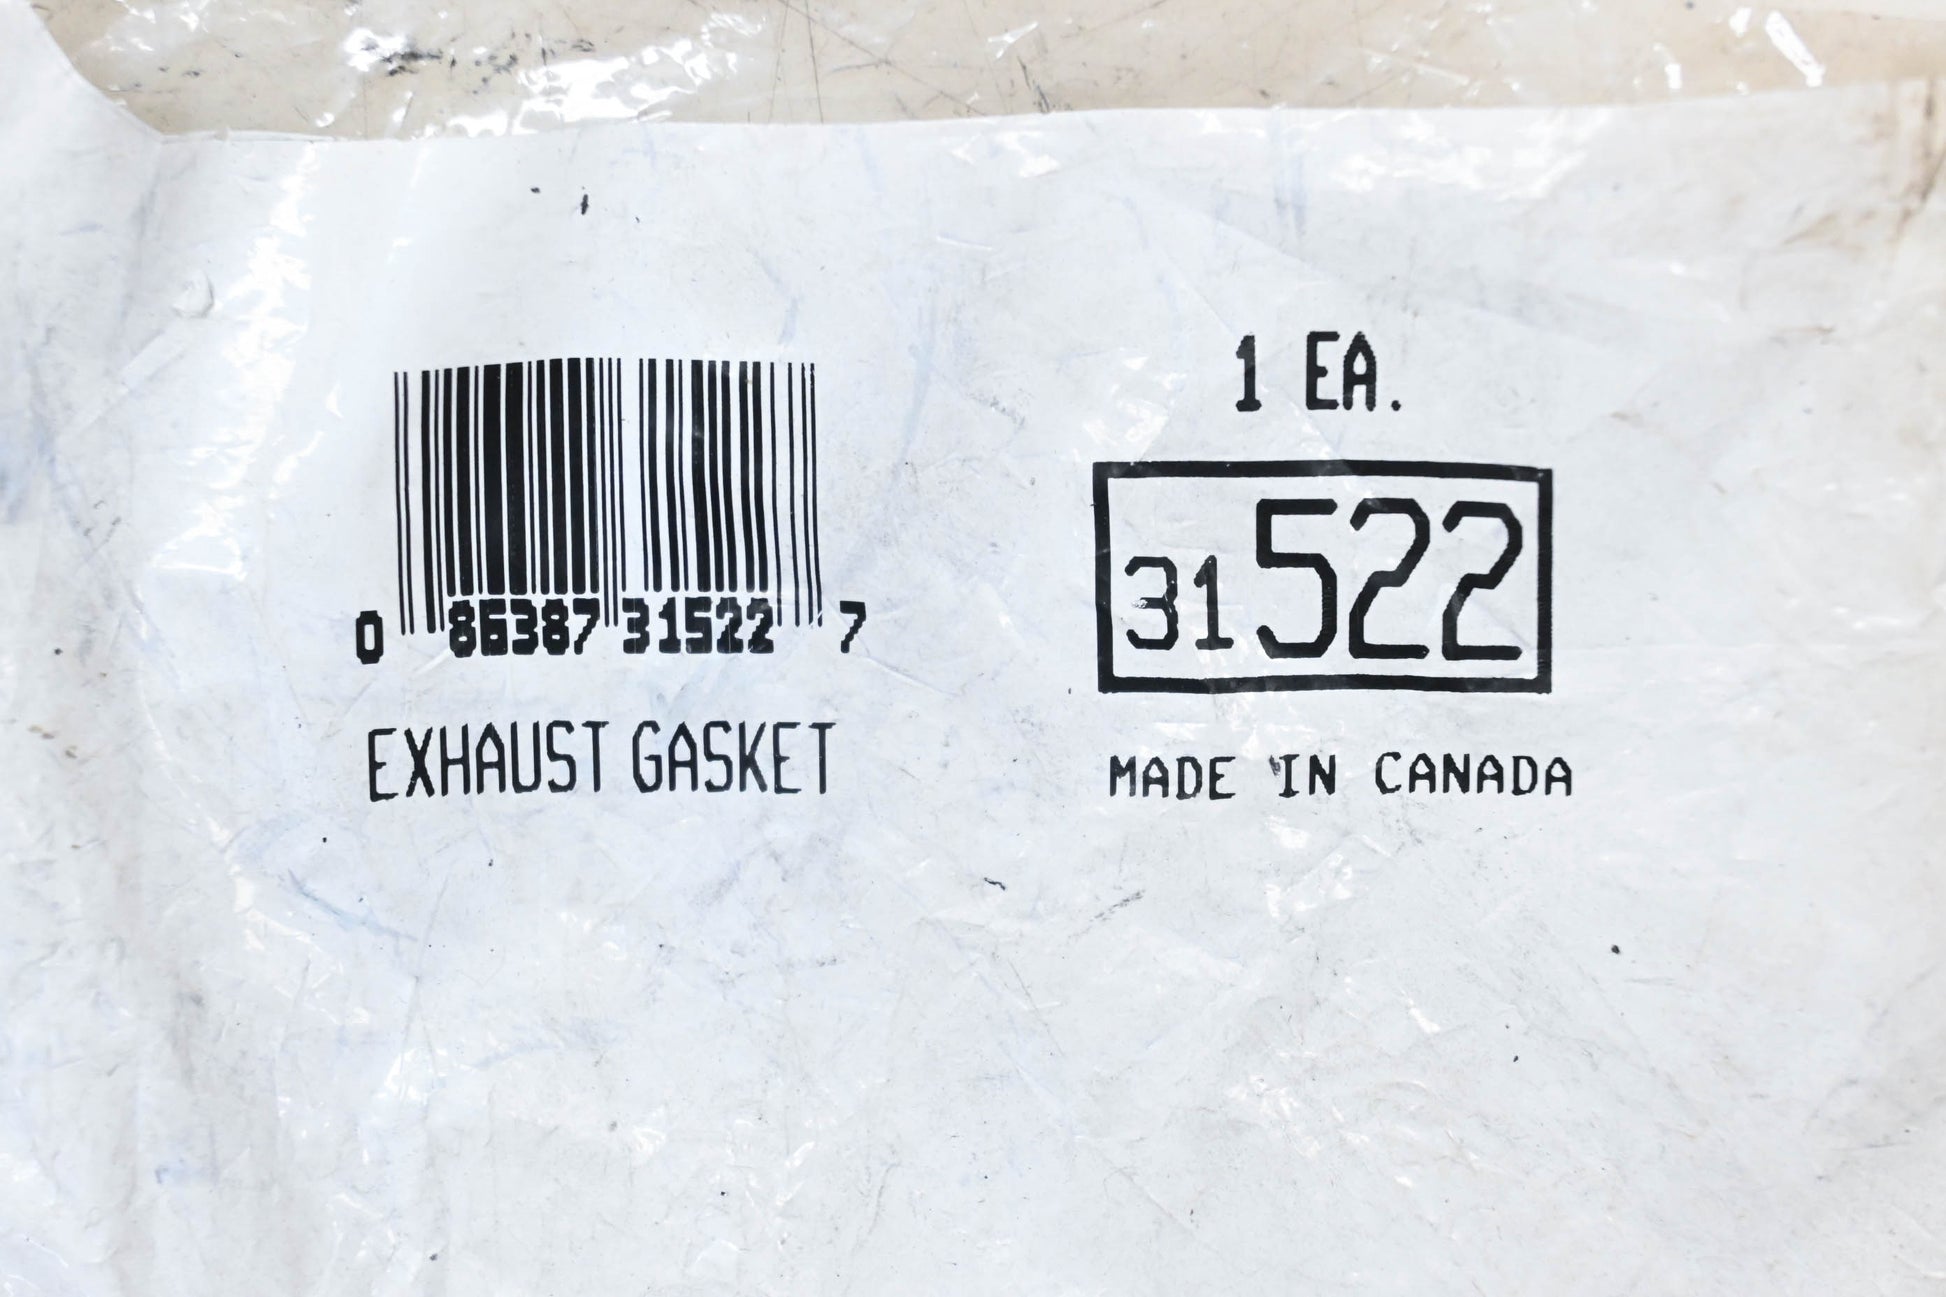 0 86387 31522 7
EXHAUST GASKET
1 EA.
31522
MADE IN CANADA